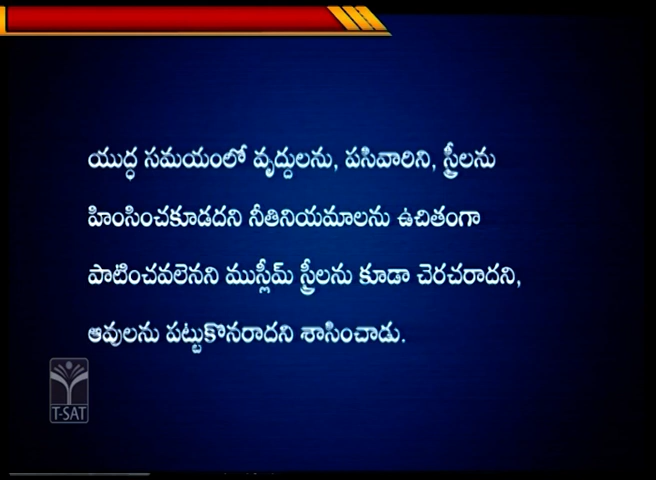 యుద్ధ సమయంలో వృద్దులను, పసివారిని, స్త్రీలను
హింసించకూడదని నీతినియమాలను ఉచితంగా
పాటించవలెనని ముస్లీమ్ స్త్రీలను కూడా చెరచరాదని,
ఆవులను పట్టుకొనరాదని శాసించాడు.
T-SAT